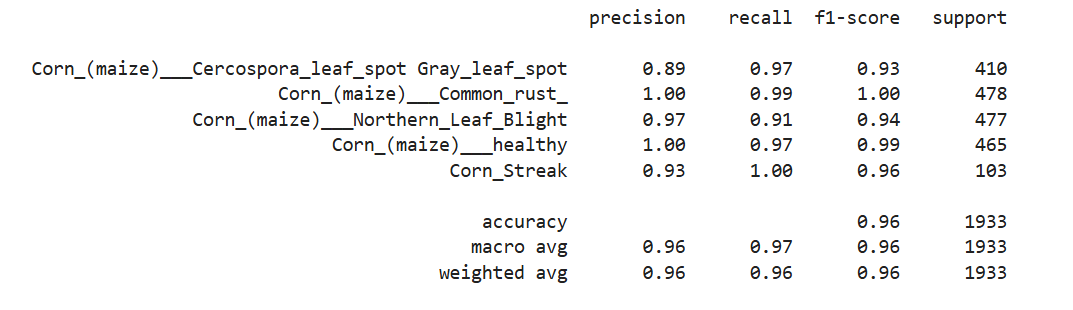 precision recall f1-score support
Corn_(maize)___Cercospora_leaf_spot Gray_leaf_spot 0.89 0.97 0.93 410
Corn_(maize)___Common_rust_ 1.00 0.99 1.00 478
Corn_(maize)___Northern_Leaf_Blight 0.97 0.91 0.94 477
Corn_(maize)___healthy 1.00 0.97 0.99 465
Corn_Streak 0.93 1.00 0.96 103
accuracy 0.96 1933
macro avg 0.96 0.97 0.96 1933
weighted avg 0.96 0.96 0.96 1933